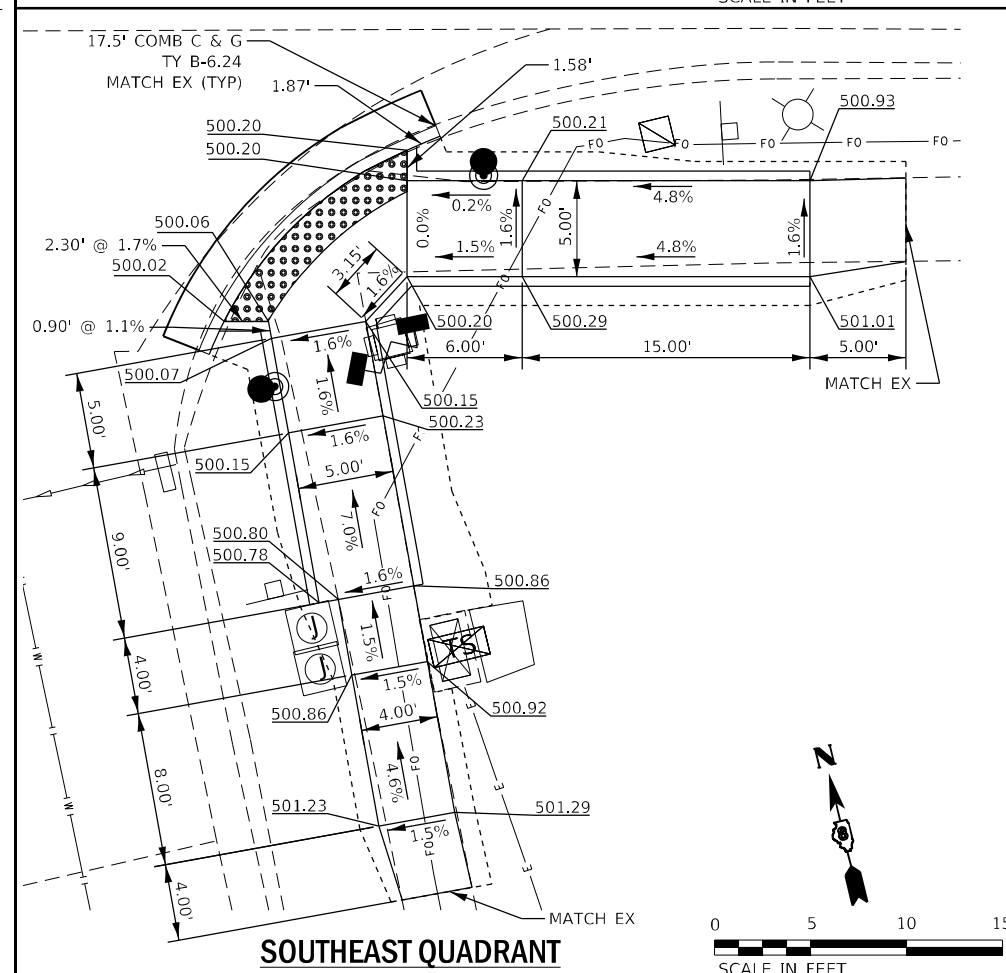 SCALE IN FEET
17.5' COMB C & G
TY B-6.24
MATCH EX (TYP)
1.87'
1.58'
500.20
500.20
500.21
500.93
FO
FO
FO
FO
FO
0.2%
4.8%
500.06
2.30' @ 1.7%
500.02
0.0%
1.6%
5.00'
1.6%
1.5%
4.8%
FO
3.15'
1.6%
FO
0.90' @ 1.1%
500.20
500.29
501.01
6.00'
15.00'
5.00'
1.6%
500.07
MATCH EX
1.6%
500.15
5.00'
500.23
1.6%
500.15
5.00'
FO
FO
7.0%
9.00'
500.80
500.78
1.6%
500.86
FO
J
1.5%
TS
J
4.00'
1.5%
500.86
500.92
4.00'
E
W
FO
8.00'
4.6%
501.23
501.29
1.5%
W
FO
E
4.00'
MATCH EX
N
8
SOUTHEAST QUADRANT
0 5 10 15
SCALE IN FEET